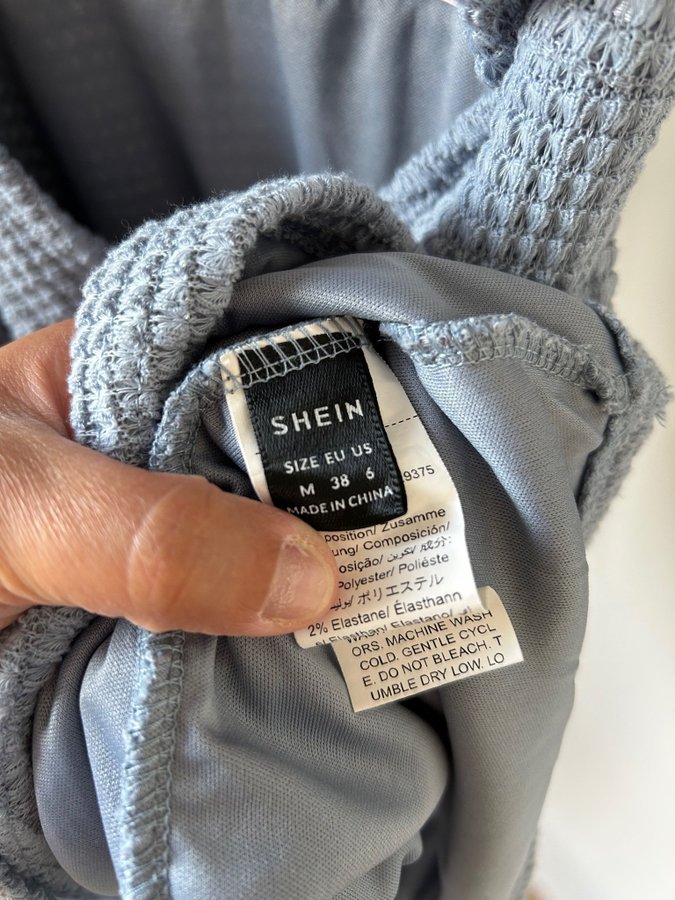 SHEIN
SIZE EU US
M 38 6
MADE IN CHINA
9375
position/ Zusamme
ung/ Composición/
osição/ تكوين/ 成分:
Polyester/ Poliéste
ポリエステル
2% Elastane/ Élasthann
ORS. MACHINE WASH
COLD. GENTLE CYCL
E. DO NOT BLEACH. T
UMBLE DRY LOW. LO